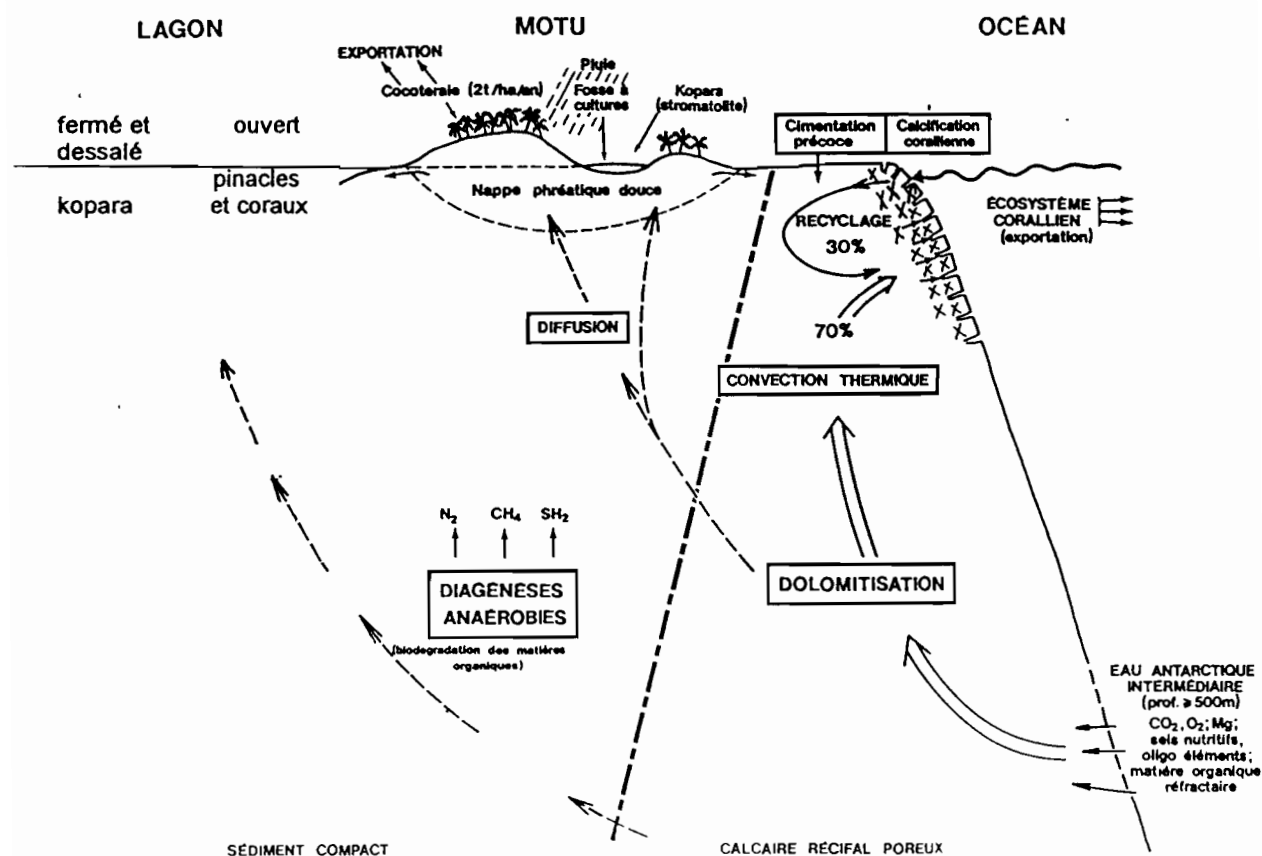 LAGON
MOTU
OCÉAN
EXPORTATION
Cocoteraie (2t/ha/an)
Pluie
Fosse à
cultures
Kopara
(stromatolite)
fermé et
dessalé
ouvert
Cimentation
précoce
Calcification
corallienne
kopara
pinacles
et coraux
Nappe phréatique douce
RECYCLAGE
30%
ÉCOSYSTÈME
CORALLIEN
(exportation)
70%
DIFFUSION
CONVECTION THERMIQUE
N₂
CH₄
SH₂
DIAGÉNÈSES
ANAÉROBIES
(biodegradation des matières
organiques)
DOLOMITISATION
EAU ANTARCTIQUE
INTERMÉDIAIRE
(prof. ⩾ 500m)
CO₂, O₂; Mg;
sels nutritifs,
oligo éléments;
matière organique
réfractaire
SÉDIMENT COMPACT
CALCAIRE RÉCIFAL POREUX